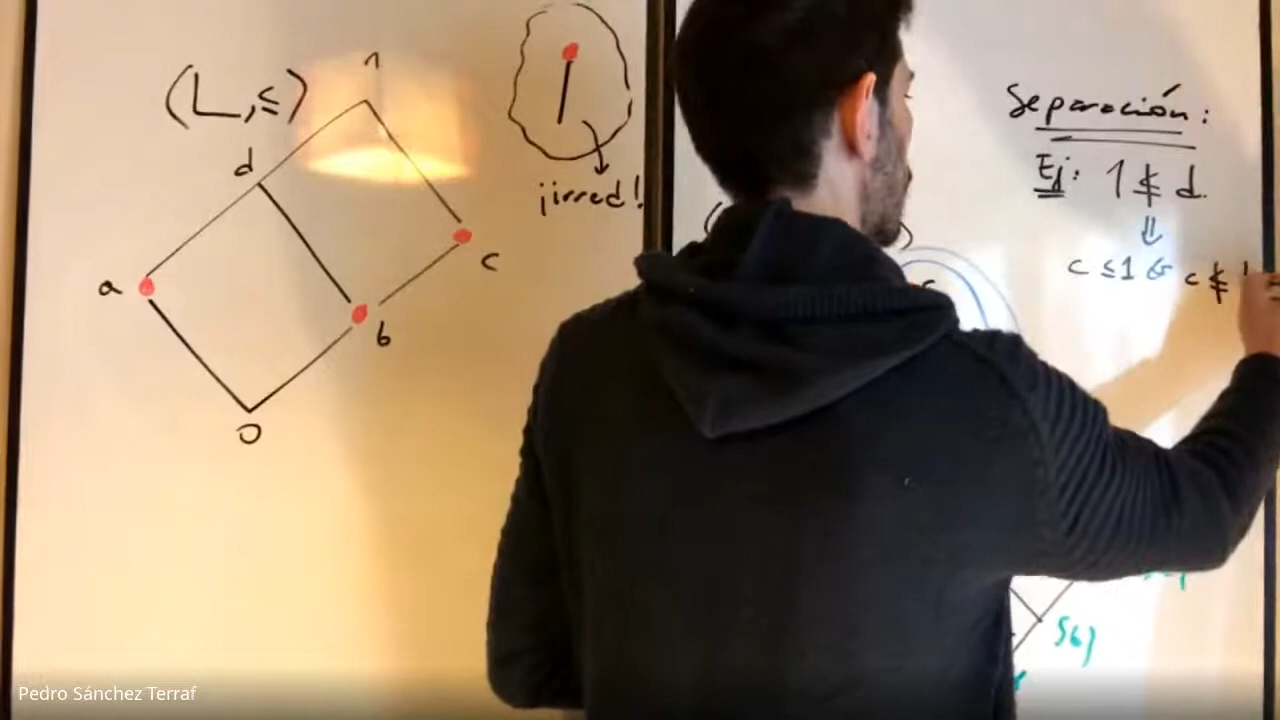 (L,≤)
1
d
a
b
c
0
¡irred!
Separación:
Ej: 1 ≰ d.
⇓
c ≤ 1 & c ≰
{b}
Pedro Sánchez Terraf